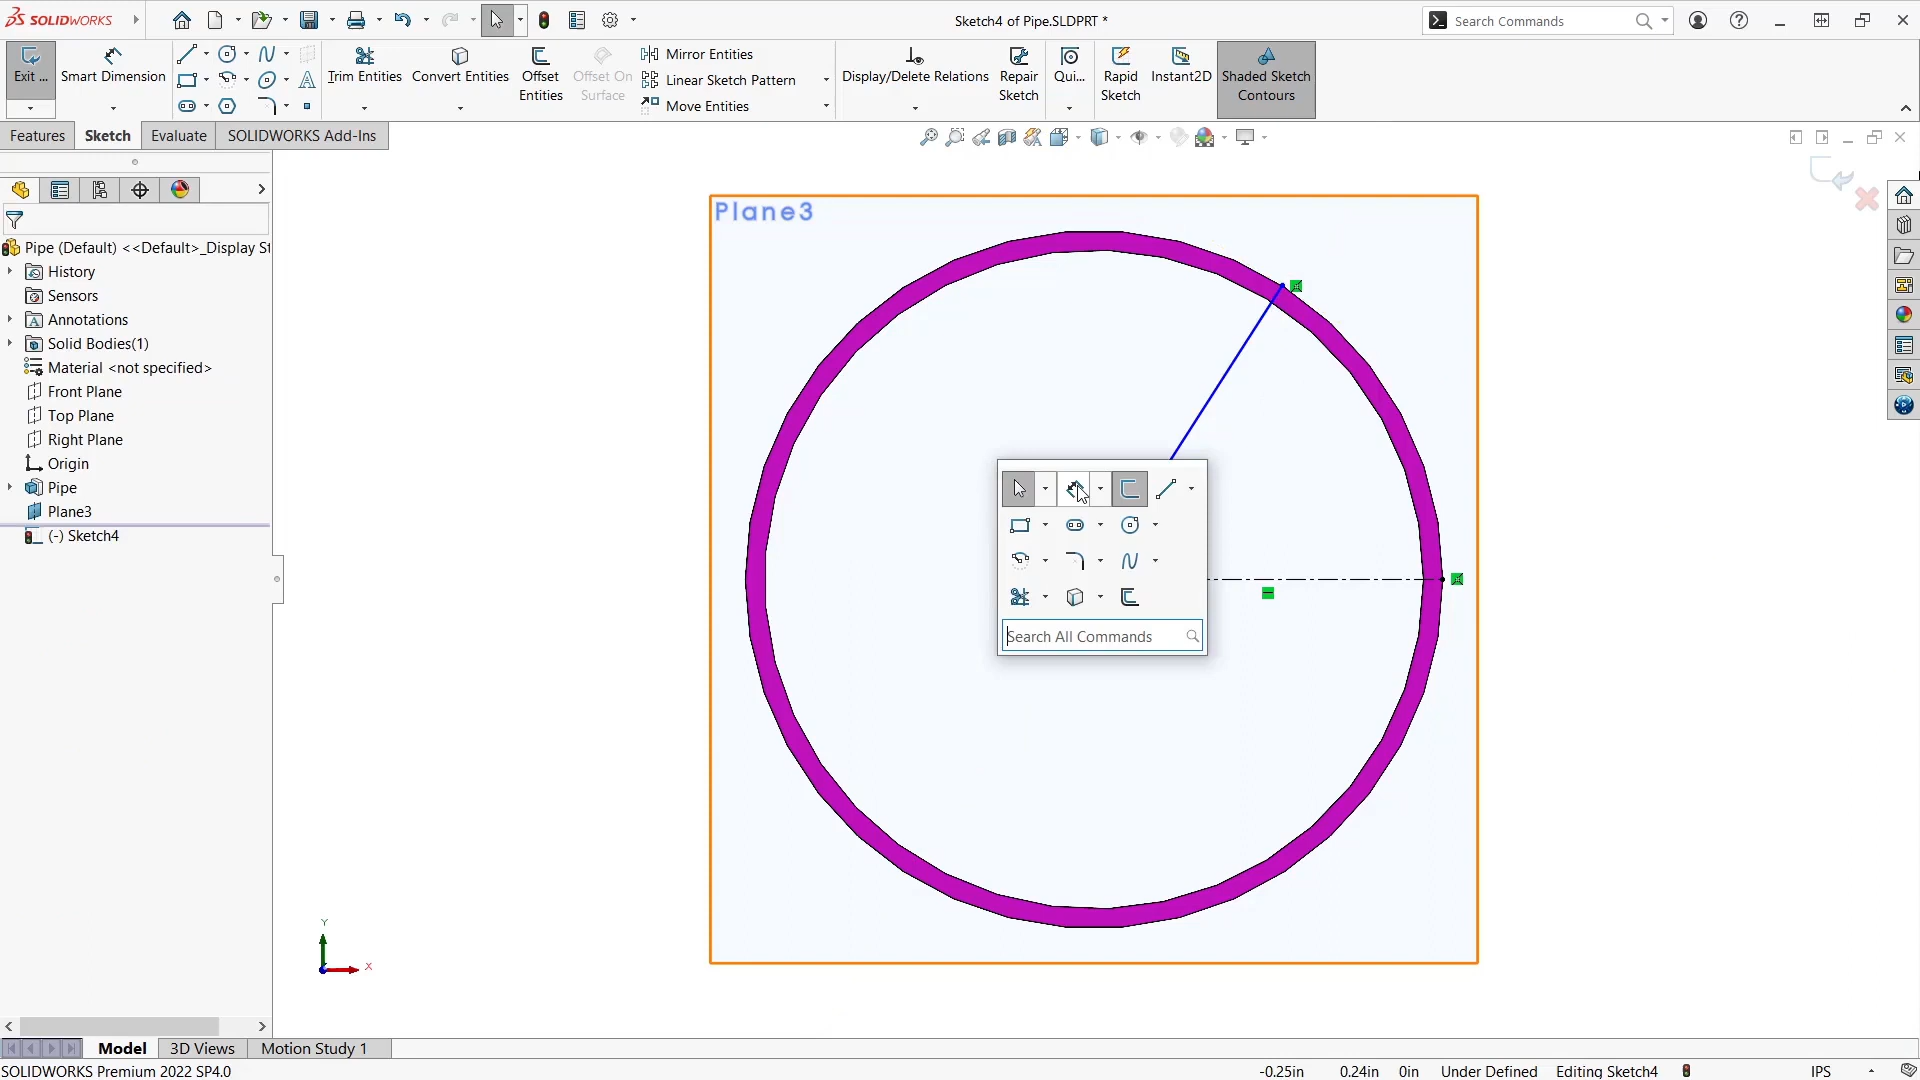 SOLIDWORKS
Sketch4 of Pipe.SLDPRT *
Search Commands
Exit ...
Smart Dimension
Trim Entities
Convert Entities
Offset
Entities
Offset On
Surface
Mirror Entities
Linear Sketch Pattern
Move Entities
Display/Delete Relations
Repair
Sketch
Qui...
Rapid
Sketch
Instant2D
Shaded Sketch
Contours
Features
Sketch
Evaluate
SOLIDWORKS Add-Ins
Pipe (Default) <<Default>_Display St
History
Sensors
Annotations
Solid Bodies(1)
Material <not specified>
Front Plane
Top Plane
Right Plane
Origin
Pipe
Plane3
(-) Sketch4
Plane3
Search All Commands
Y
X
Model
3D Views
Motion Study 1
SOLIDWORKS Premium 2022 SP4.0
-0.25in
0.24in
0in
Under Defined
Editing Sketch4
IPS